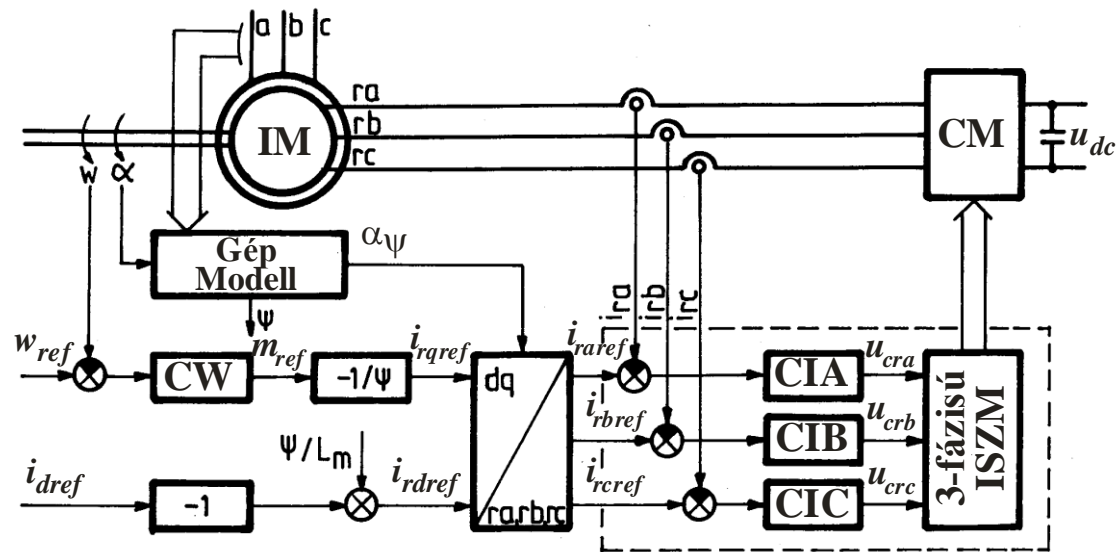 a b c
ra
rb
rc
IM
CM
u_dc
w α
Gép
Modell
α_ψ
ψ
i_ra i_rb i_rc
w_ref
CW
m_ref
-1/ψ
i_rqref
dq
ra,rb,rc
i_raref
CIA
u_cra
i_rbref
CIB
u_crb
i_rcref
CIC
u_crc
3-fázisú
ISZM
ψ/L_m
i_dref
-1
i_rdref